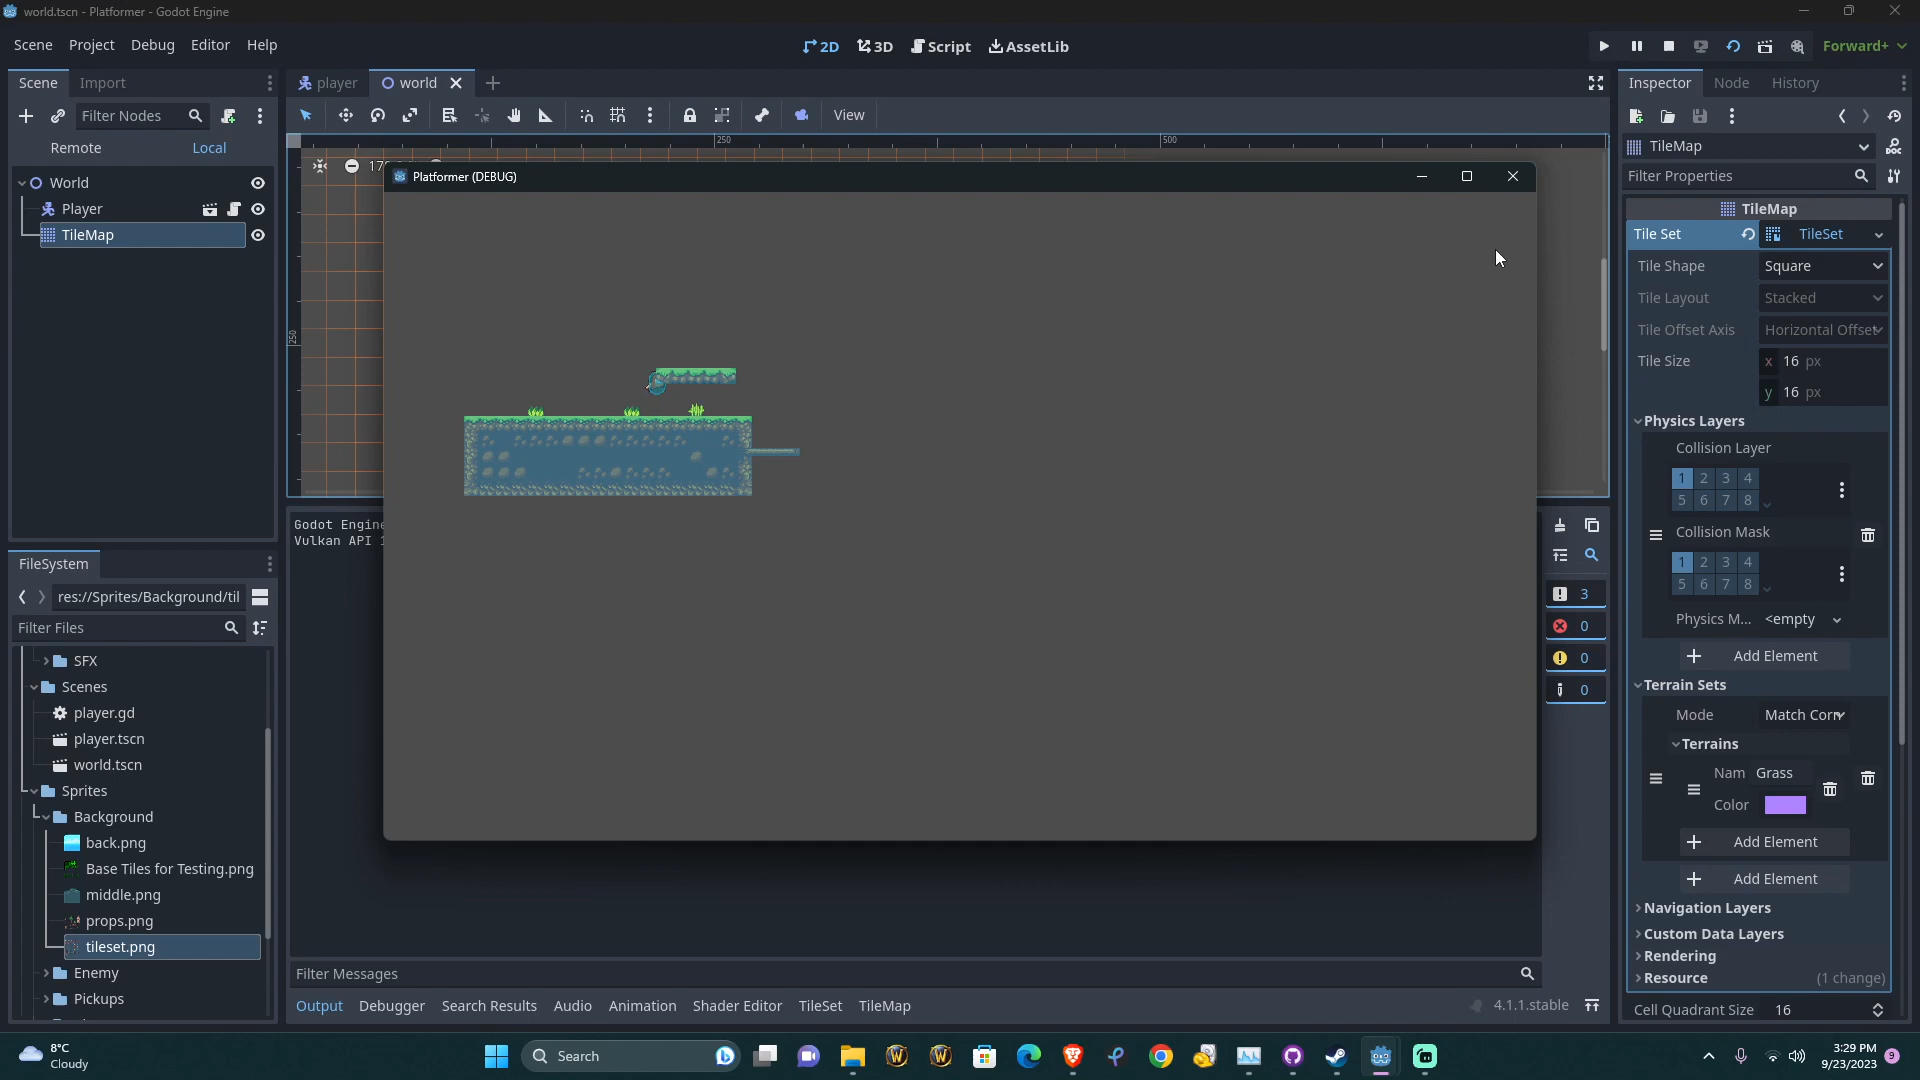 world.tscn - Platformer - Godot Engine
Scene Project Debug Editor Help
2D 3D Script AssetLib
Forward+
Scene Import
player world
Inspector Node History
Filter Nodes
View
Remote Local
TileMap
World
Player
TileMap
Filter Properties
TileMap
Tile Set TileSet
Tile Shape Square
Tile Layout Stacked
Tile Offset Axis Horizontal Offset
Tile Size x 16 px
y 16 px
Physics Layers
Collision Layer
1 2 3 4
5 6 7 8
Collision Mask
1 2 3 4
5 6 7 8
Physics M... <empty
Add Element
Terrain Sets
Mode Match Corn
Terrains
Nam Grass
Color
Add Element
Add Element
Navigation Layers
Custom Data Layers
Rendering
Resource (1 change)
Cell Quadrant Size 16
250 500
250
Platformer (DEBUG)
Godot Engine
Vulkan API 1
3
0
0
0
FileSystem
res://Sprites/Background/til
Filter Files
SFX
Scenes
player.gd
player.tscn
world.tscn
Sprites
Background
back.png
Base Tiles for Testing.png
middle.png
props.png
tileset.png
Enemy
Pickups
Filter Messages
Output Debugger Search Results Audio Animation Shader Editor TileSet TileMap
4.1.1.stable
8°C
Cloudy
Search
3:29 PM
9/23/2023
9